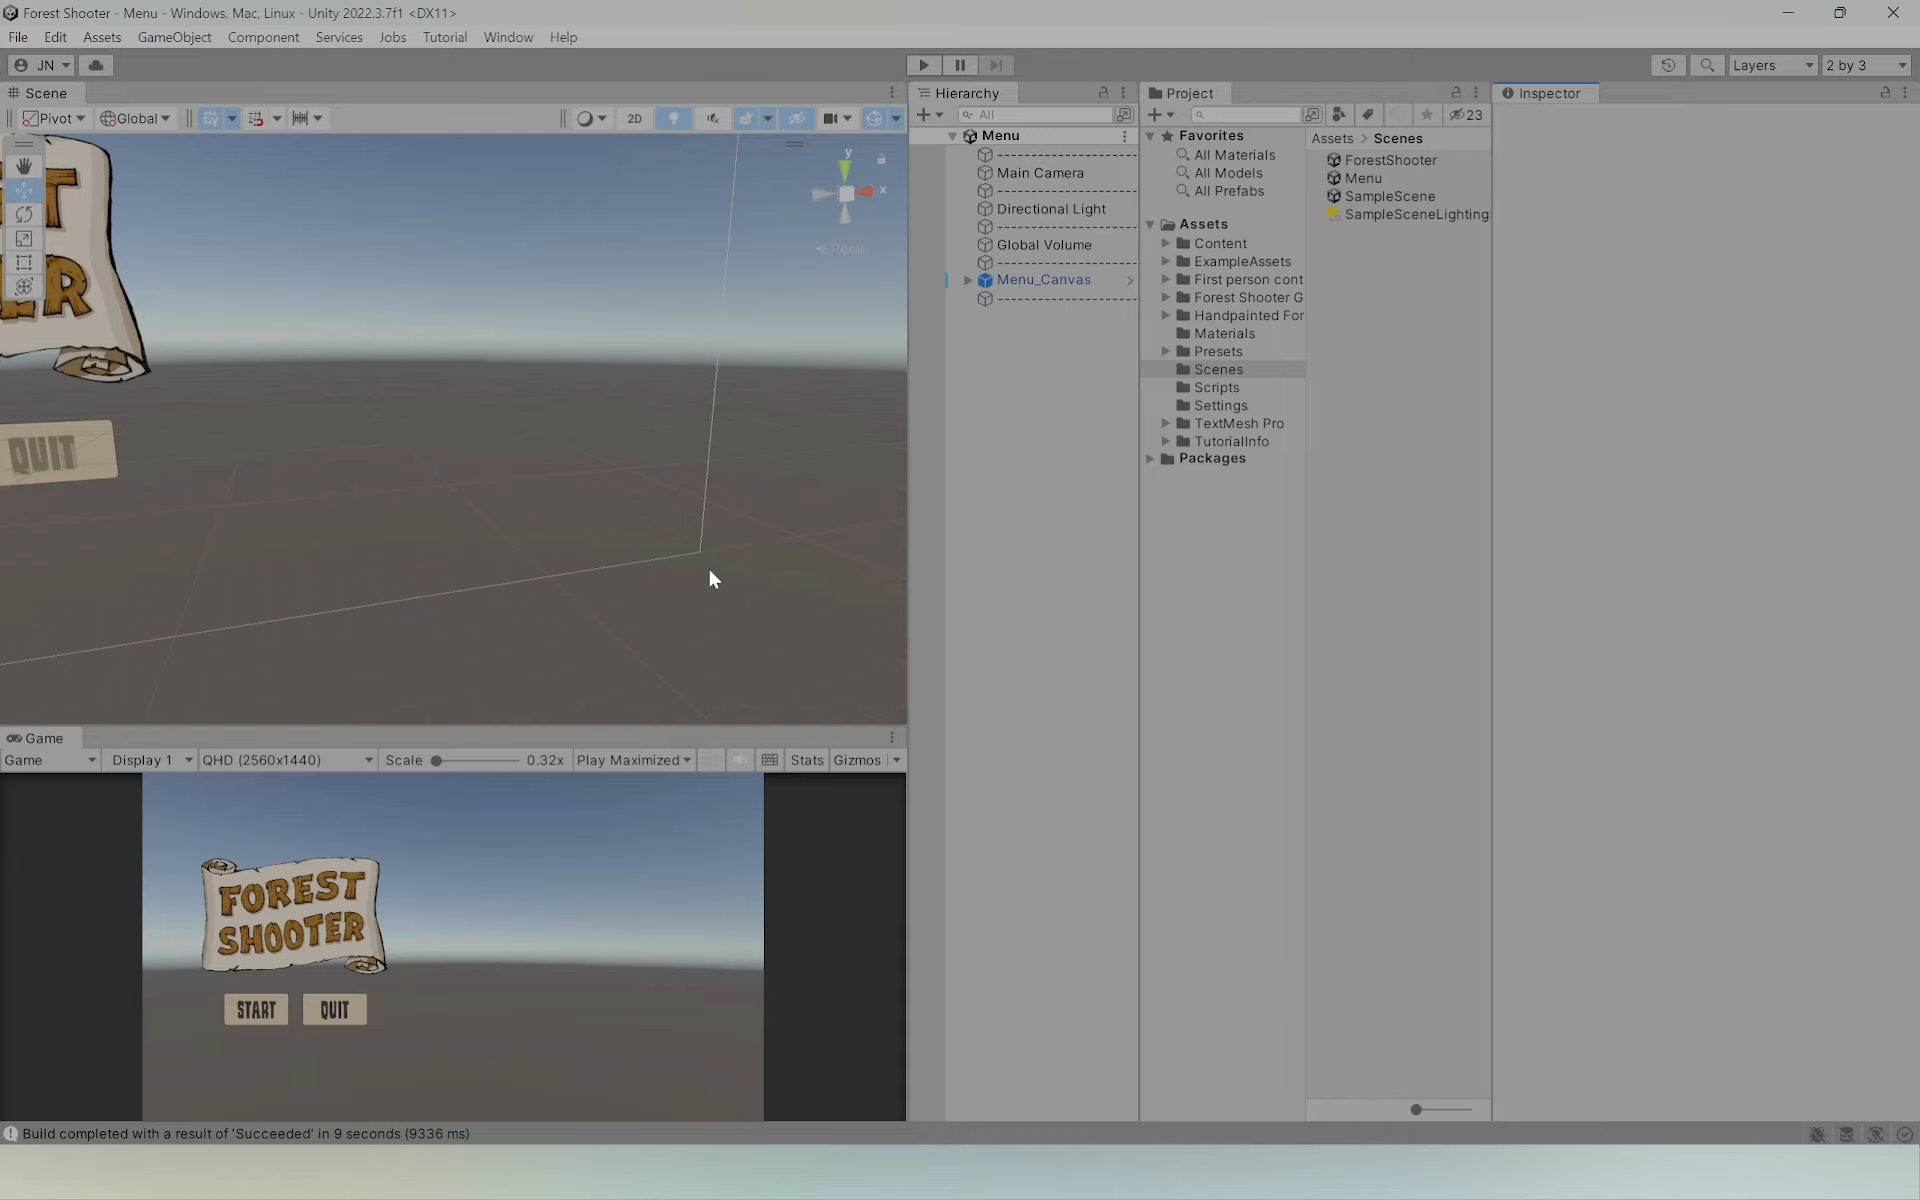 Forest Shooter - Menu - Windows, Mac, Linux - Unity 2022.3.7f1 <DX11>
File Edit Assets GameObject Component Services Jobs Tutorial Window Help
JN
Layers
2 by 3
Scene
Pivot
Global
2D
y
x
Persp
T
ER
QUIT
Game
Game
Display 1
QHD (2560x1440)
Scale
0.32x
Play Maximized
Stats
Gizmos
FOREST
SHOOTER
START
QUIT
Hierarchy
All
Menu
Main Camera
Directional Light
Global Volume
Menu_Canvas
Project
23
Favorites
All Materials
All Models
All Prefabs
Assets
Content
ExampleAssets
First person cont
Forest Shooter G
Handpainted For
Materials
Presets
Scenes
Scripts
Settings
TextMesh Pro
TutorialInfo
Packages
Assets > Scenes
ForestShooter
Menu
SampleScene
SampleSceneLighting
Inspector
Build completed with a result of 'Succeeded' in 9 seconds (9336 ms)